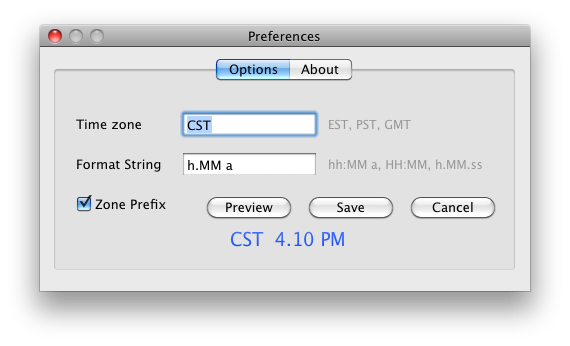 Preferences
Options About
Time zone CST EST, PST, GMT
Format String h.MM a hh:MM a, HH:MM, h.MM.ss
Zone Prefix Preview Save Cancel
CST 4.10 PM